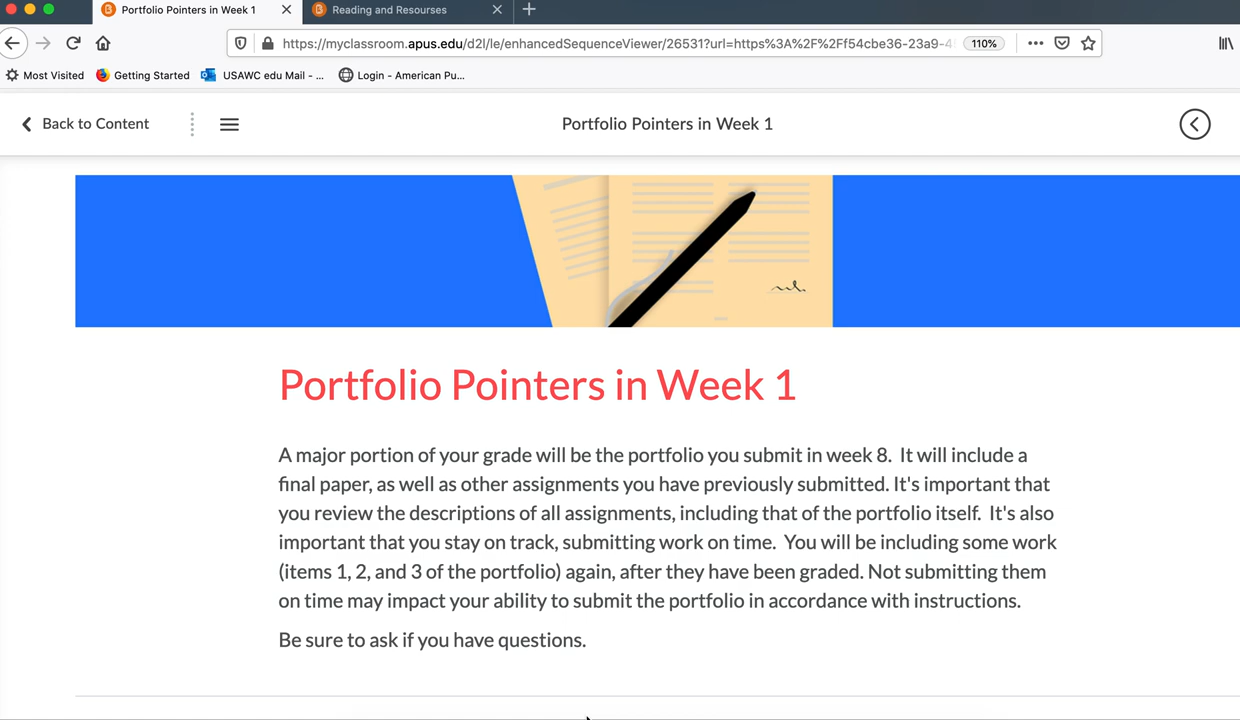 Portfolio Pointers in Week 1
Reading and Resourses
https://myclassroom.apus.edu/d2l/le/enhancedSequenceViewer/26531?url=https%3A%2F%2Ff54cbe36-23a9-4
110%
Most Visited
Getting Started
USAWC edu Mail - ...
Login - American Pu...
Back to Content
Portfolio Pointers in Week 1
Portfolio Pointers in Week 1
A major portion of your grade will be the portfolio you submit in week 8.  It will include a
final paper, as well as other assignments you have previously submitted. It's important that
you review the descriptions of all assignments, including that of the portfolio itself.  It's also
important that you stay on track, submitting work on time.  You will be including some work
(items 1, 2, and 3 of the portfolio) again, after they have been graded. Not submitting them
on time may impact your ability to submit the portfolio in accordance with instructions.
Be sure to ask if you have questions.